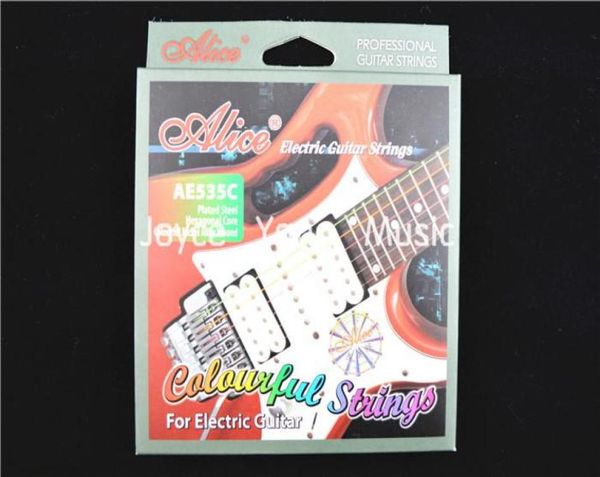 Alice®
PROFESSIONAL
GUITAR STRINGS
Alice®
Electric Guitar Strings
AE535C
Plated Steel
Hexagonal Core
Joyce Music
Alice
Colourful Strings
For Electric Guitar